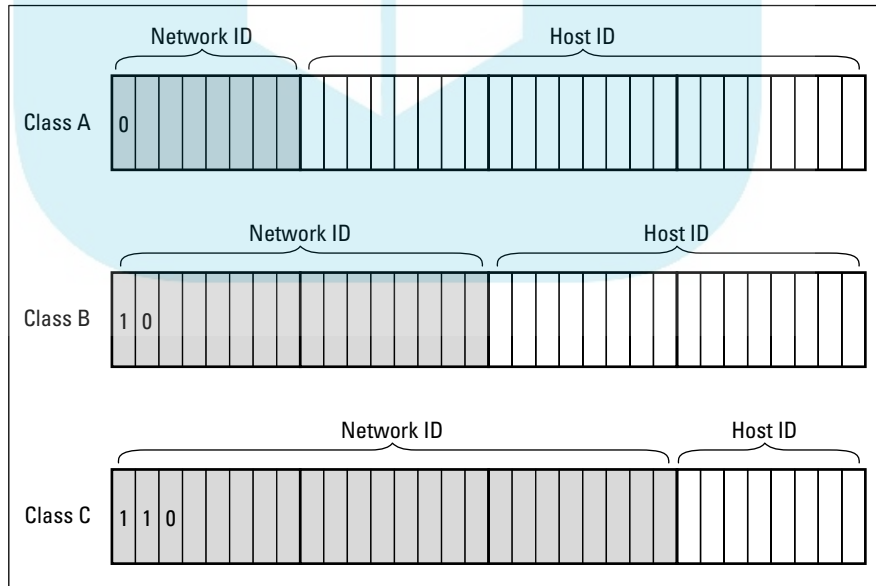 Network ID Host ID
Class A 0
Network ID Host ID
Class B 1 0
Network ID Host ID
Class C 1 1 0